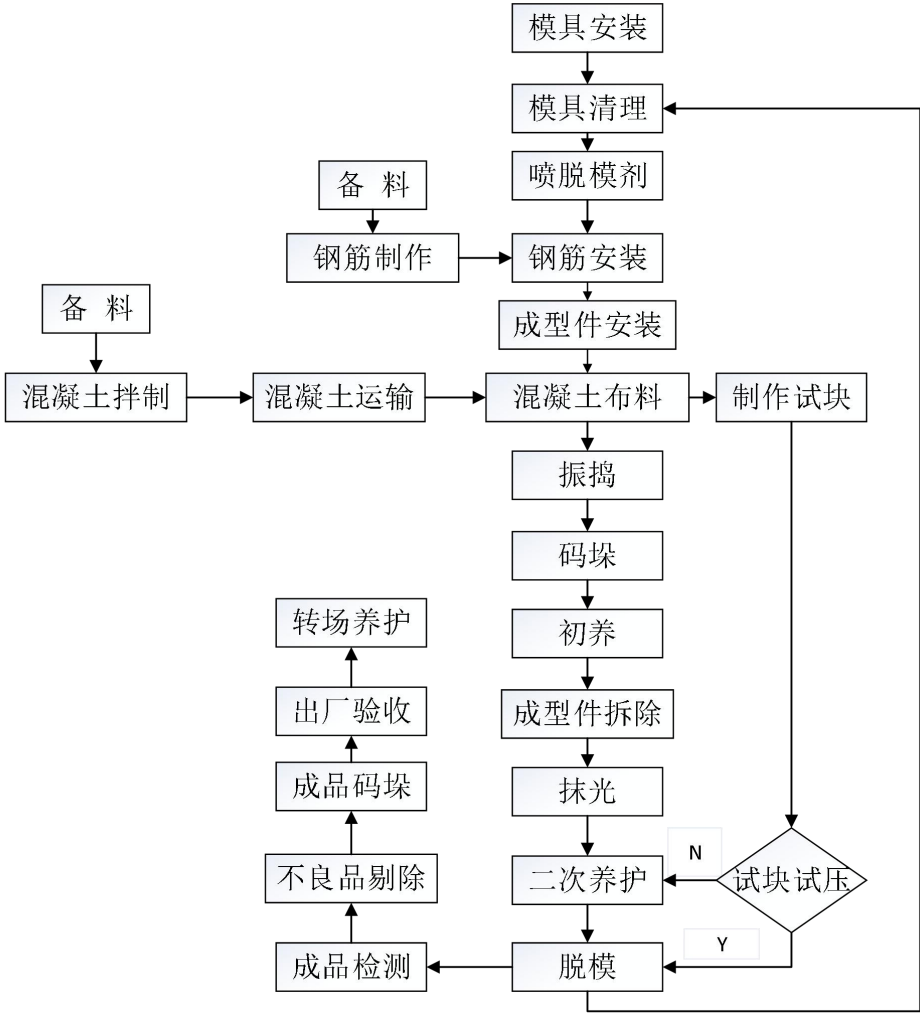 模具安装
模具清理
喷脱模剂
备 料
钢筋制作
钢筋安装
备 料
成型件安装
混凝土拌制
混凝土运输
混凝土布料
制作试块
振捣
码垛
转场养护
初养
出厂验收
成型件拆除
成品码垛
抹光
N
不良品剔除
二次养护
试块试压
Y
成品检测
脱模